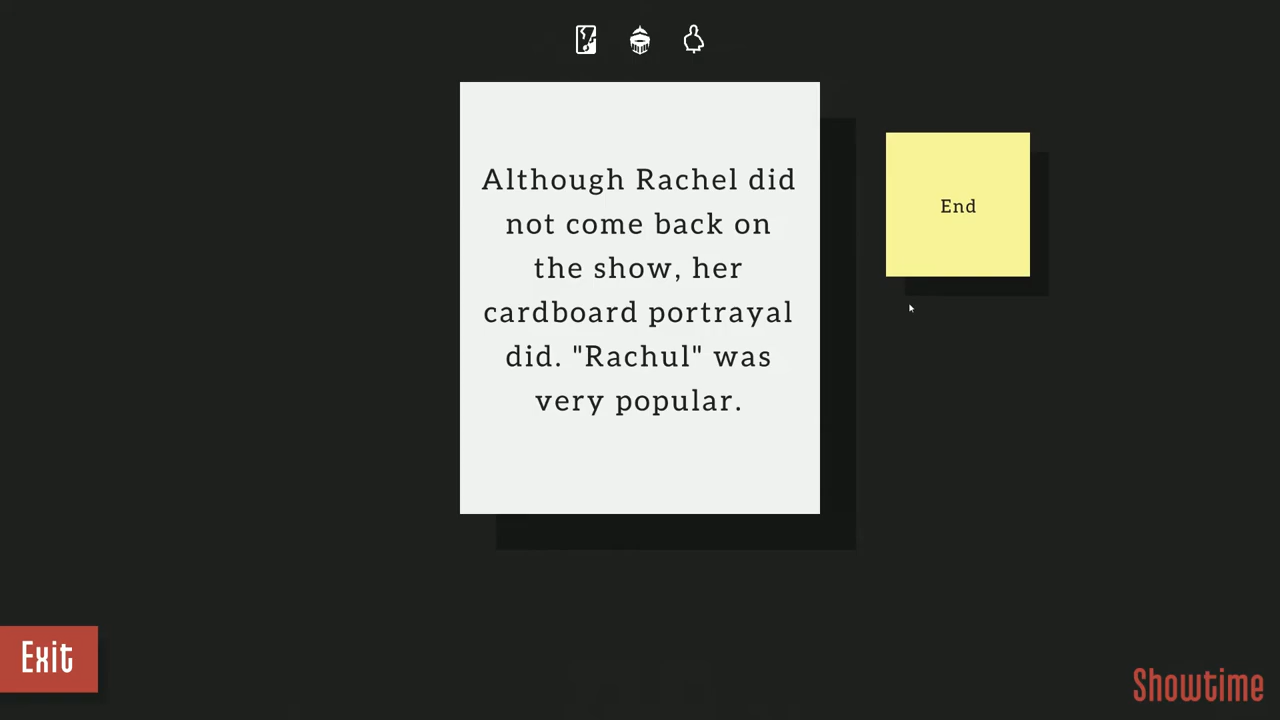 Although Rachel did
not come back on
the show, her
cardboard portrayal
did. "Rachul" was
very popular.
End
Exit
Showtime